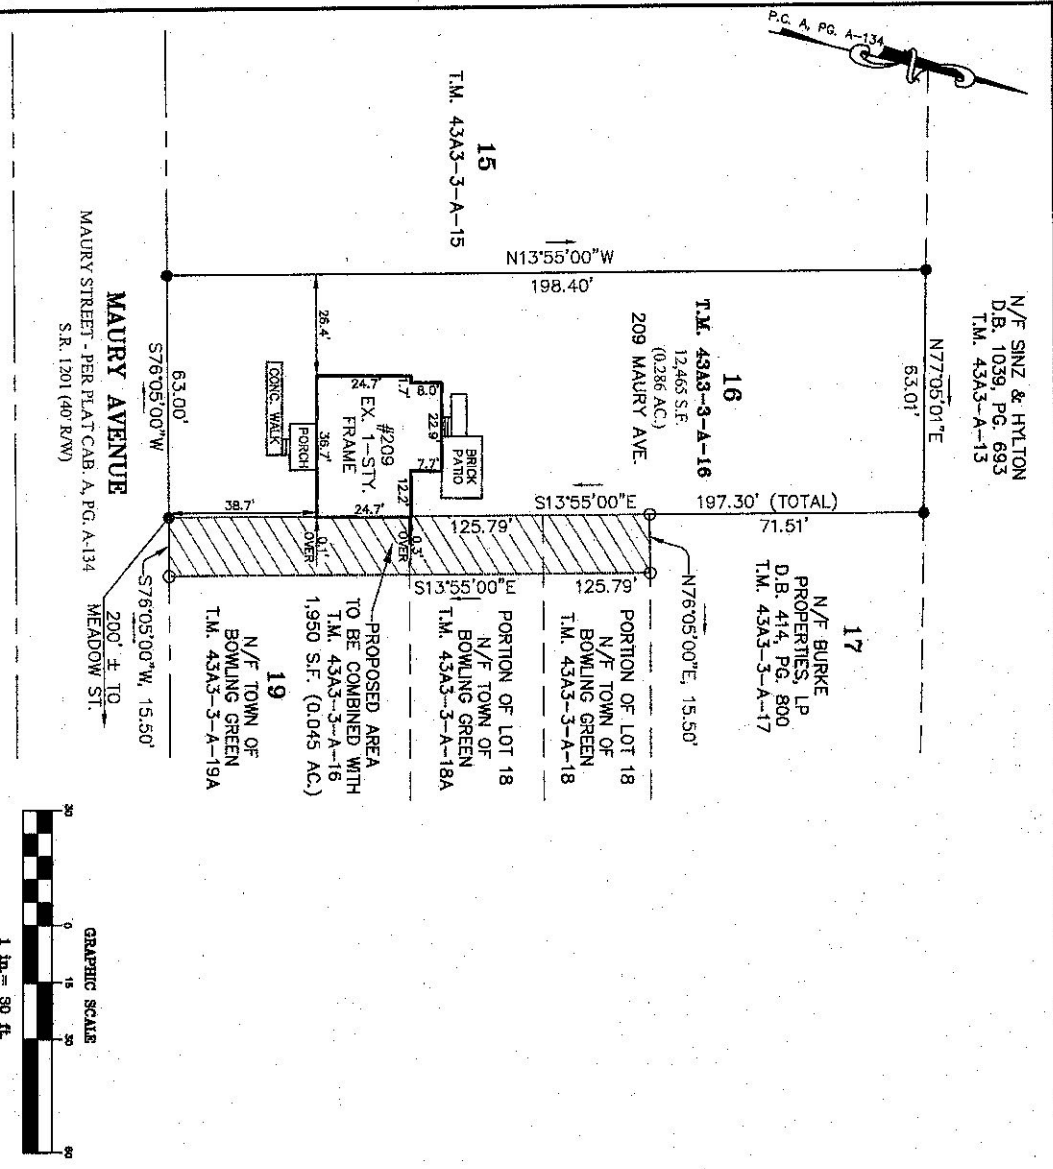 P.C. A, PG. A-134
N/F SINZ & HYLTON
D.B. 1039, PG. 693
T.M. 43A3-3-A-13
N77°05'01"E
63.01'
15
T.M. 43A3-3-A-15
N13°55'00"W
198.40'
16
T.M. 43A3-3-A-16
12,465 S.F.
(0.286 AC.)
209 MAURY AVE.
197.30' (TOTAL)
71.51'
S13°55'00"E
125.79'
17
N/F BURKE
PROPERTIES, LP
D.B. 414, PG. 800
T.M. 43A3-3-A-17
N76°05'00"E, 15.50'
BRICK
PATIO
8.0'
22.9'
7.7'
1.7'
24.7'
12.2'
#209
EX. 1-STY.
FRAME
36.7'
24.7'
26.4'
PORCH
CONC. WALK
38.7'
0.1'
OVER
0.3'
OVER
S13°55'00"E
125.79'
PORTION OF LOT 18
N/F TOWN OF
BOWLING GREEN
T.M. 43A3-3-A-18
PORTION OF LOT 18
N/F TOWN OF
BOWLING GREEN
T.M. 43A3-3-A-18A
PROPOSED AREA
TO BE COMBINED WITH
T.M. 43A3-3-A-16
1,950 S.F. (0.045 AC.)
19
N/F TOWN OF
BOWLING GREEN
T.M. 43A3-3-A-19A
63.00'
S76°05'00"W
S76°05'00"W, 15.50'
200' ± TO
MEADOW ST.
MAURY AVENUE
MAURY STREET - PER PLAT CAB. A, PG. A-134
S.R. 1201 (40' R/W)
GRAPHIC SCALE
30 0 15 30 60
1 in.= 30 ft.